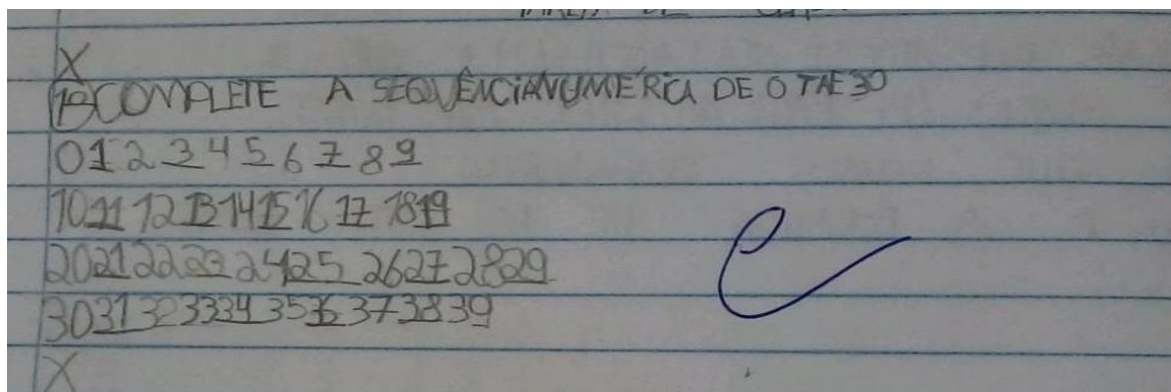 X
1º COMPLETE A SEQUÊNCIA NUMÉRICA DE 0 TAE 30
0 1 2 3 4 5 6 7 8 9
10 11 12 13 14 15 16 17 18 19
20 21 22 23 24 25 26 27 28 29
30 31 32 33 34 35 36 37 38 39
X